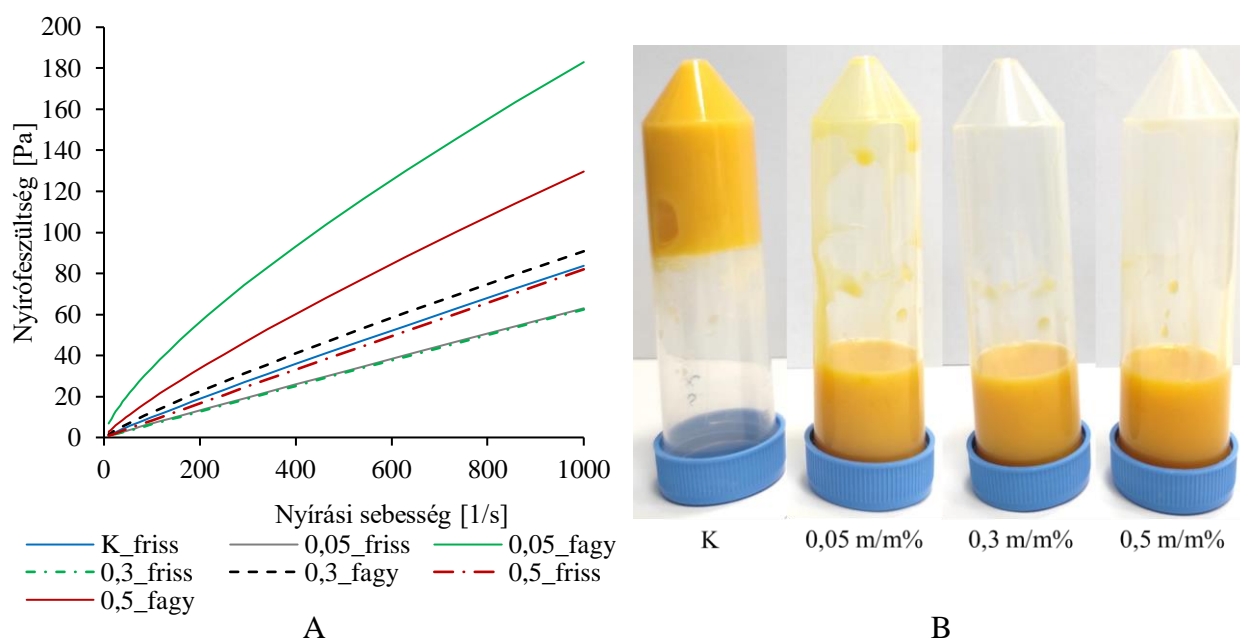 200
180
160
140
120
100
80
60
40
20
0
Nyírófeszültség [Pa]
0 200 400 600 800 1000
Nyírási sebesség [1/s]
K_friss 0,05_friss 0,05_fagy
0,3_friss 0,3_fagy 0,5_friss
0,5_fagy
A
K 0,05 m/m% 0,3 m/m% 0,5 m/m%
B